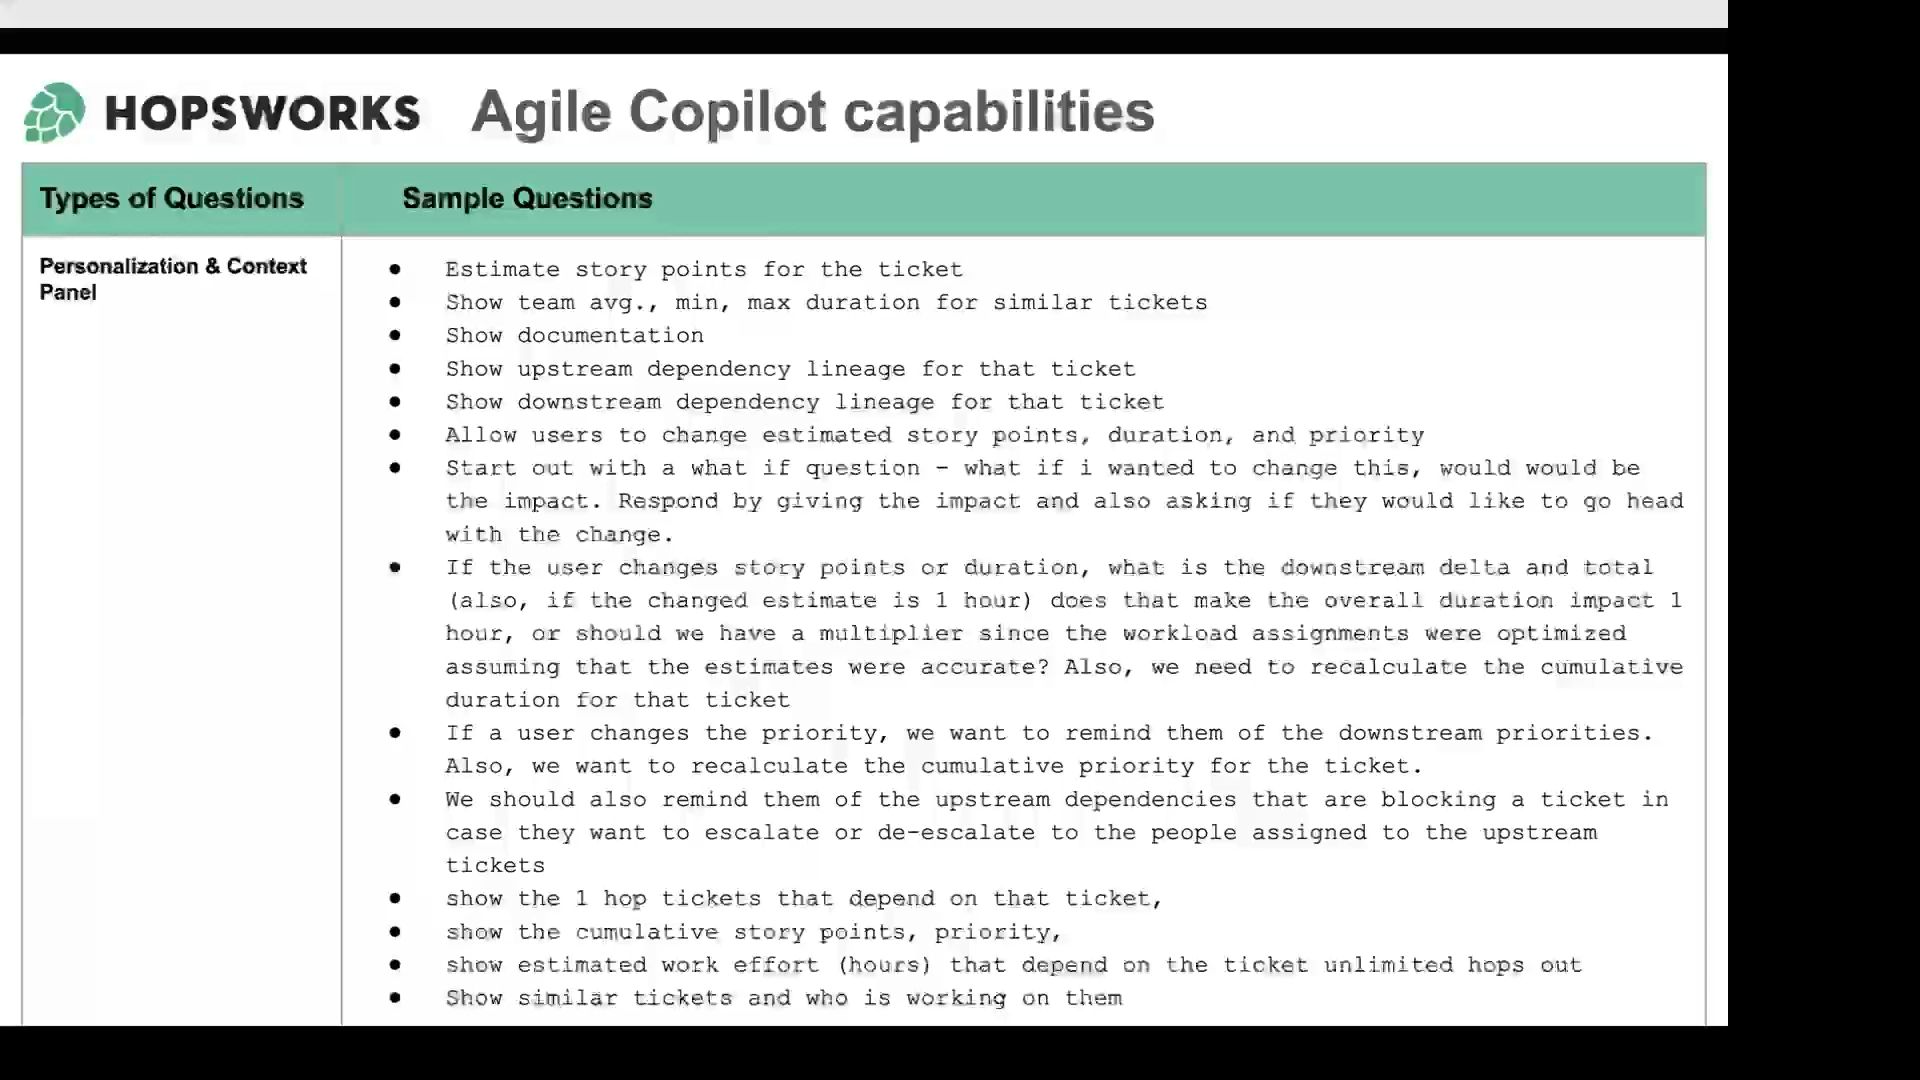 HOPSWORKS Agile Copilot capabilities
Types of Questions
Sample Questions
Personalization & Context
Panel
● Estimate story points for the ticket
● Show team avg., min, max duration for similar tickets
● Show documentation
● Show upstream dependency lineage for that ticket
● Show downstream dependency lineage for that ticket
● Allow users to change estimated story points, duration, and priority
● Start out with a what if question – what if i wanted to change this, would would be
the impact. Respond by giving the impact and also asking if they would like to go head
with the change.
● If the user changes story points or duration, what is the downstream delta and total
(also, if the changed estimate is 1 hour) does that make the overall duration impact 1
hour, or should we have a multiplier since the workload assignments were optimized
assuming that the estimates were accurate? Also, we need to recalculate the cumulative
duration for that ticket
● If a user changes the priority, we want to remind them of the downstream priorities.
Also, we want to recalculate the cumulative priority for the ticket.
● We should also remind them of the upstream dependencies that are blocking a ticket in
case they want to escalate or de-escalate to the people assigned to the upstream
tickets
● show the 1 hop tickets that depend on that ticket,
● show the cumulative story points, priority,
● show estimated work effort (hours) that depend on the ticket unlimited hops out
● Show similar tickets and who is working on them